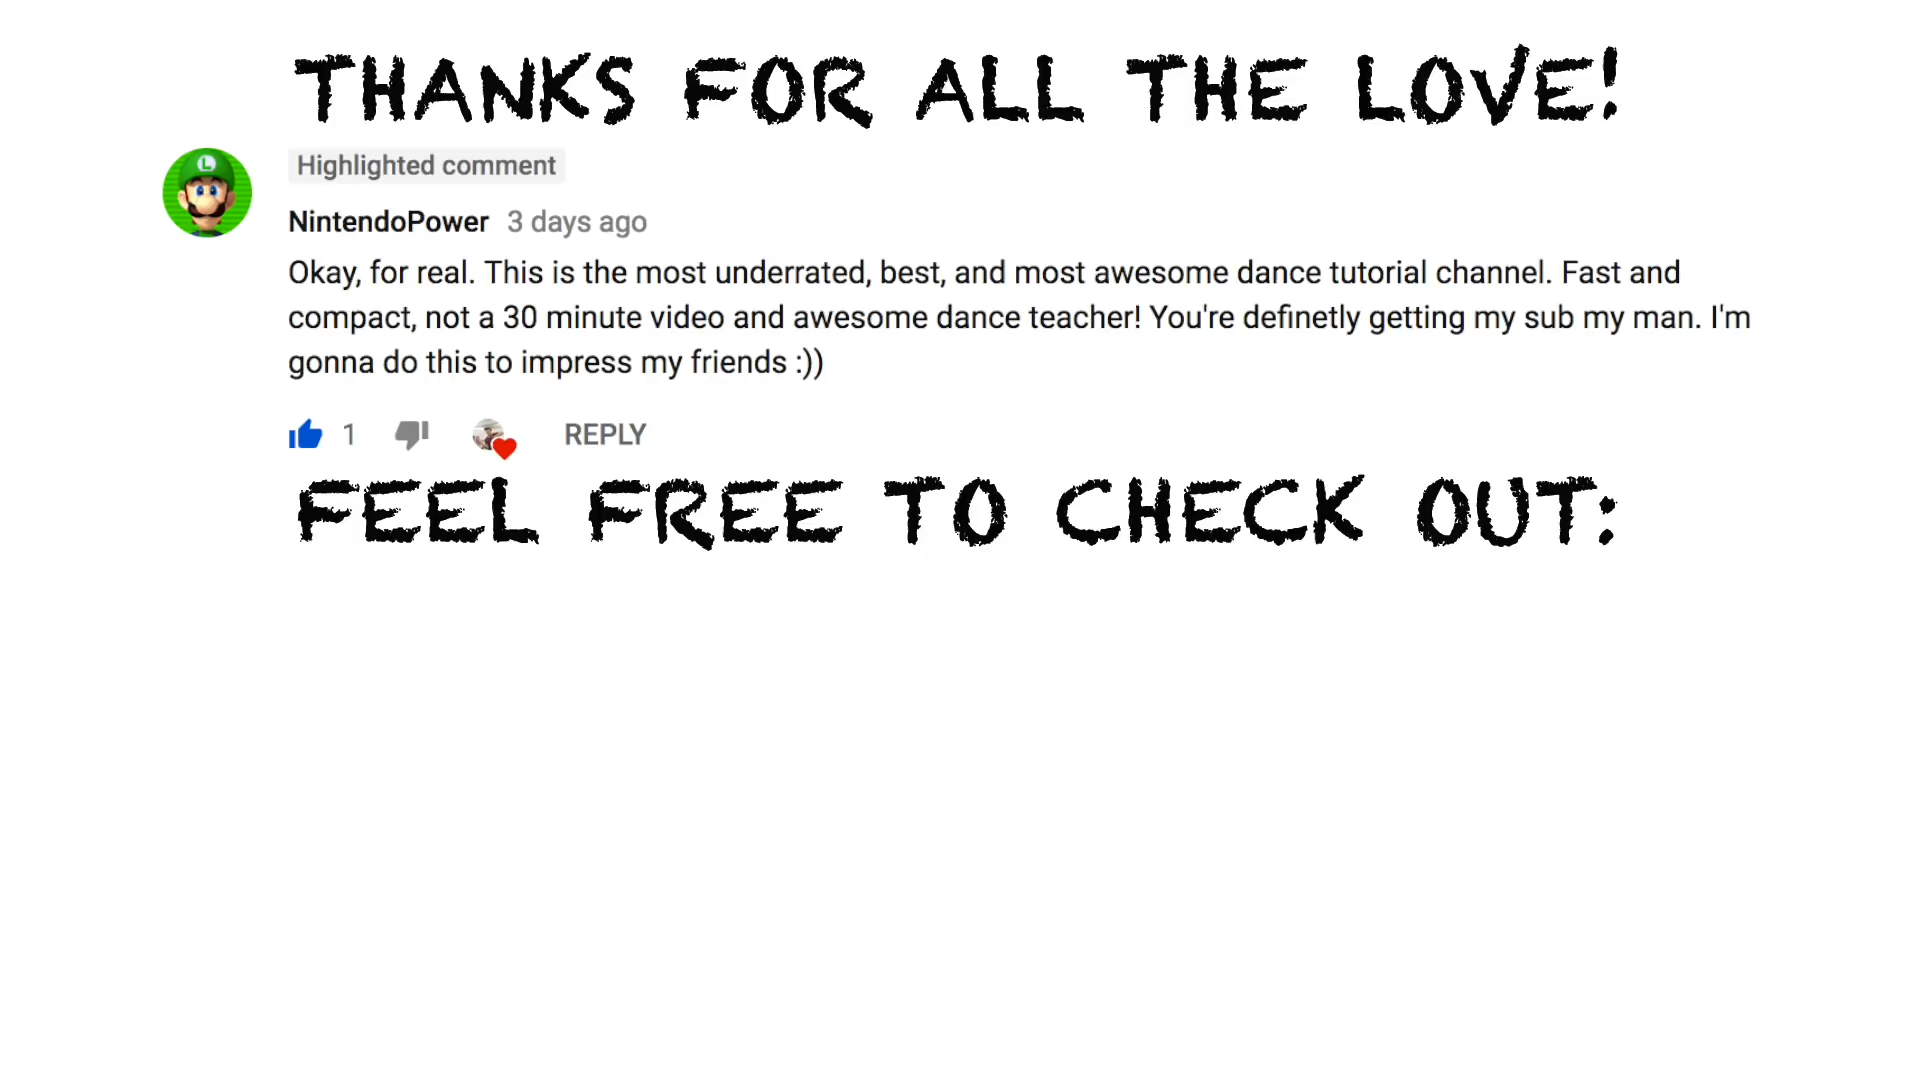 THANKS FOR ALL THE LOVE!
Highlighted comment
NintendoPower 3 days ago
Okay, for real. This is the most underrated, best, and most awesome dance tutorial channel. Fast and
compact, not a 30 minute video and awesome dance teacher! You're definetly getting my sub my man. I'm
gonna do this to impress my friends :))
1 REPLY
FEEL FREE TO CHECK OUT: